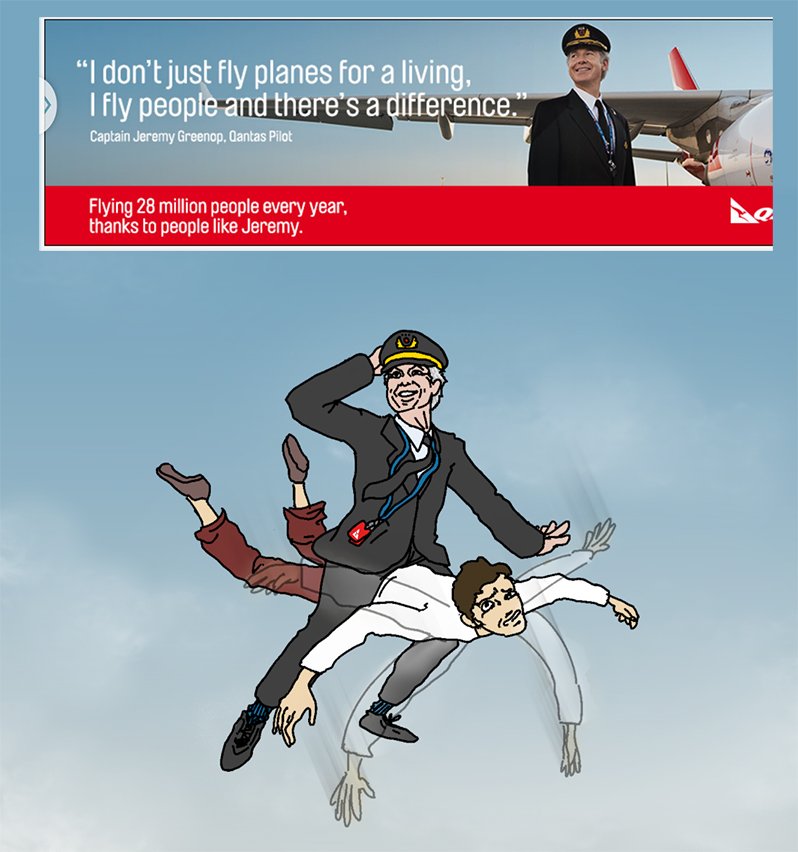 “I don’t just fly planes for a living,
I fly people and there’s a difference.”
Captain Jeremy Greenop, Qantas Pilot
Flying 28 million people every year,
thanks to people like Jeremy.